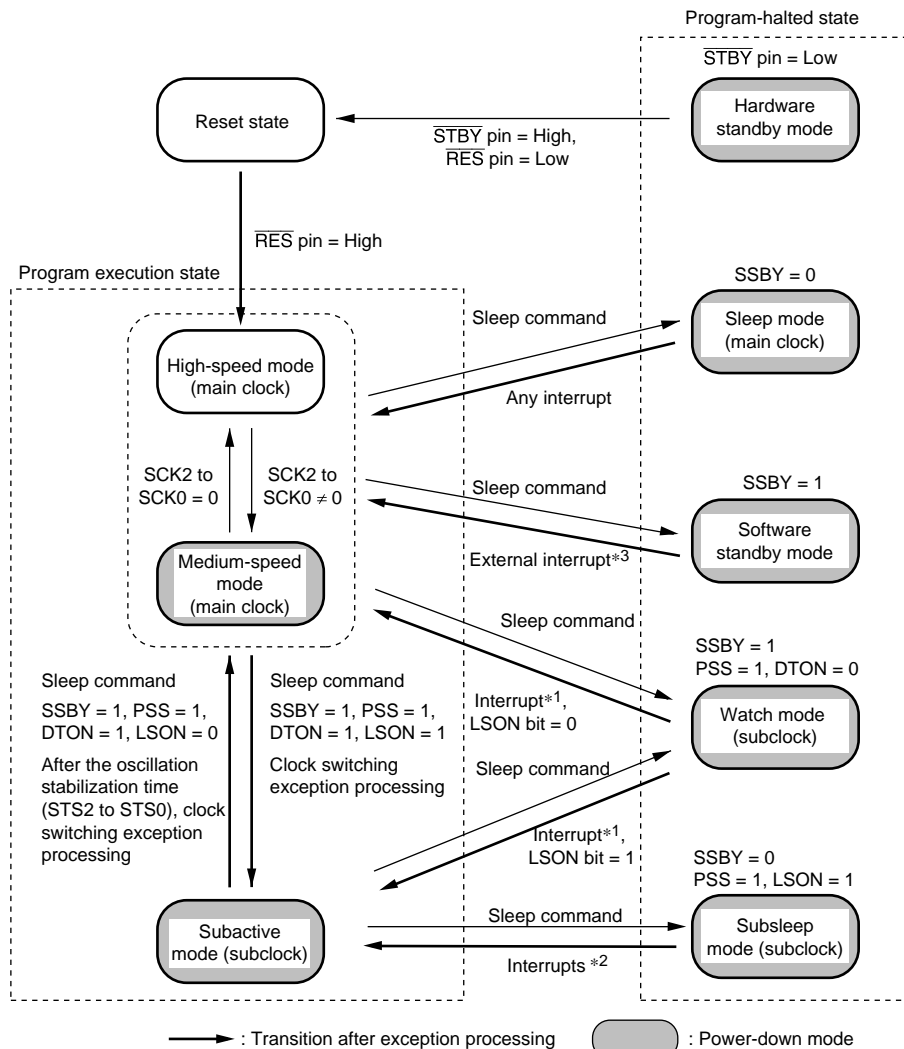 Program-halted state
STBY pin = Low
Hardware
standby mode
Reset state
STBY pin = High,
RES pin = Low
RES pin = High
Program execution state
SSBY = 0
Sleep command
Sleep mode
(main clock)
High-speed mode
(main clock)
Any interrupt
SCK2 to
SCK0 = 0
SCK2 to
SCK0 ≠ 0
Sleep command
SSBY = 1
Software
standby mode
External interrupt*3
Medium-speed
mode
(main clock)
Sleep command
SSBY = 1
PSS = 1, DTON = 0
Sleep command
SSBY = 1, PSS = 1,
DTON = 1, LSON = 0
After the oscillation
stabilization time
(STS2 to STS0), clock
switching exception
processing
Sleep command
SSBY = 1, PSS = 1,
DTON = 1, LSON = 1
Clock switching
exception processing
Interrupt*1,
LSON bit = 0
Watch mode
(subclock)
Sleep command
Interrupt*1,
LSON bit = 1
SSBY = 0
PSS = 1, LSON = 1
Sleep command
Subactive
mode (subclock)
Subsleep
mode (subclock)
Interrupts *2
: Transition after exception processing
: Power-down mode